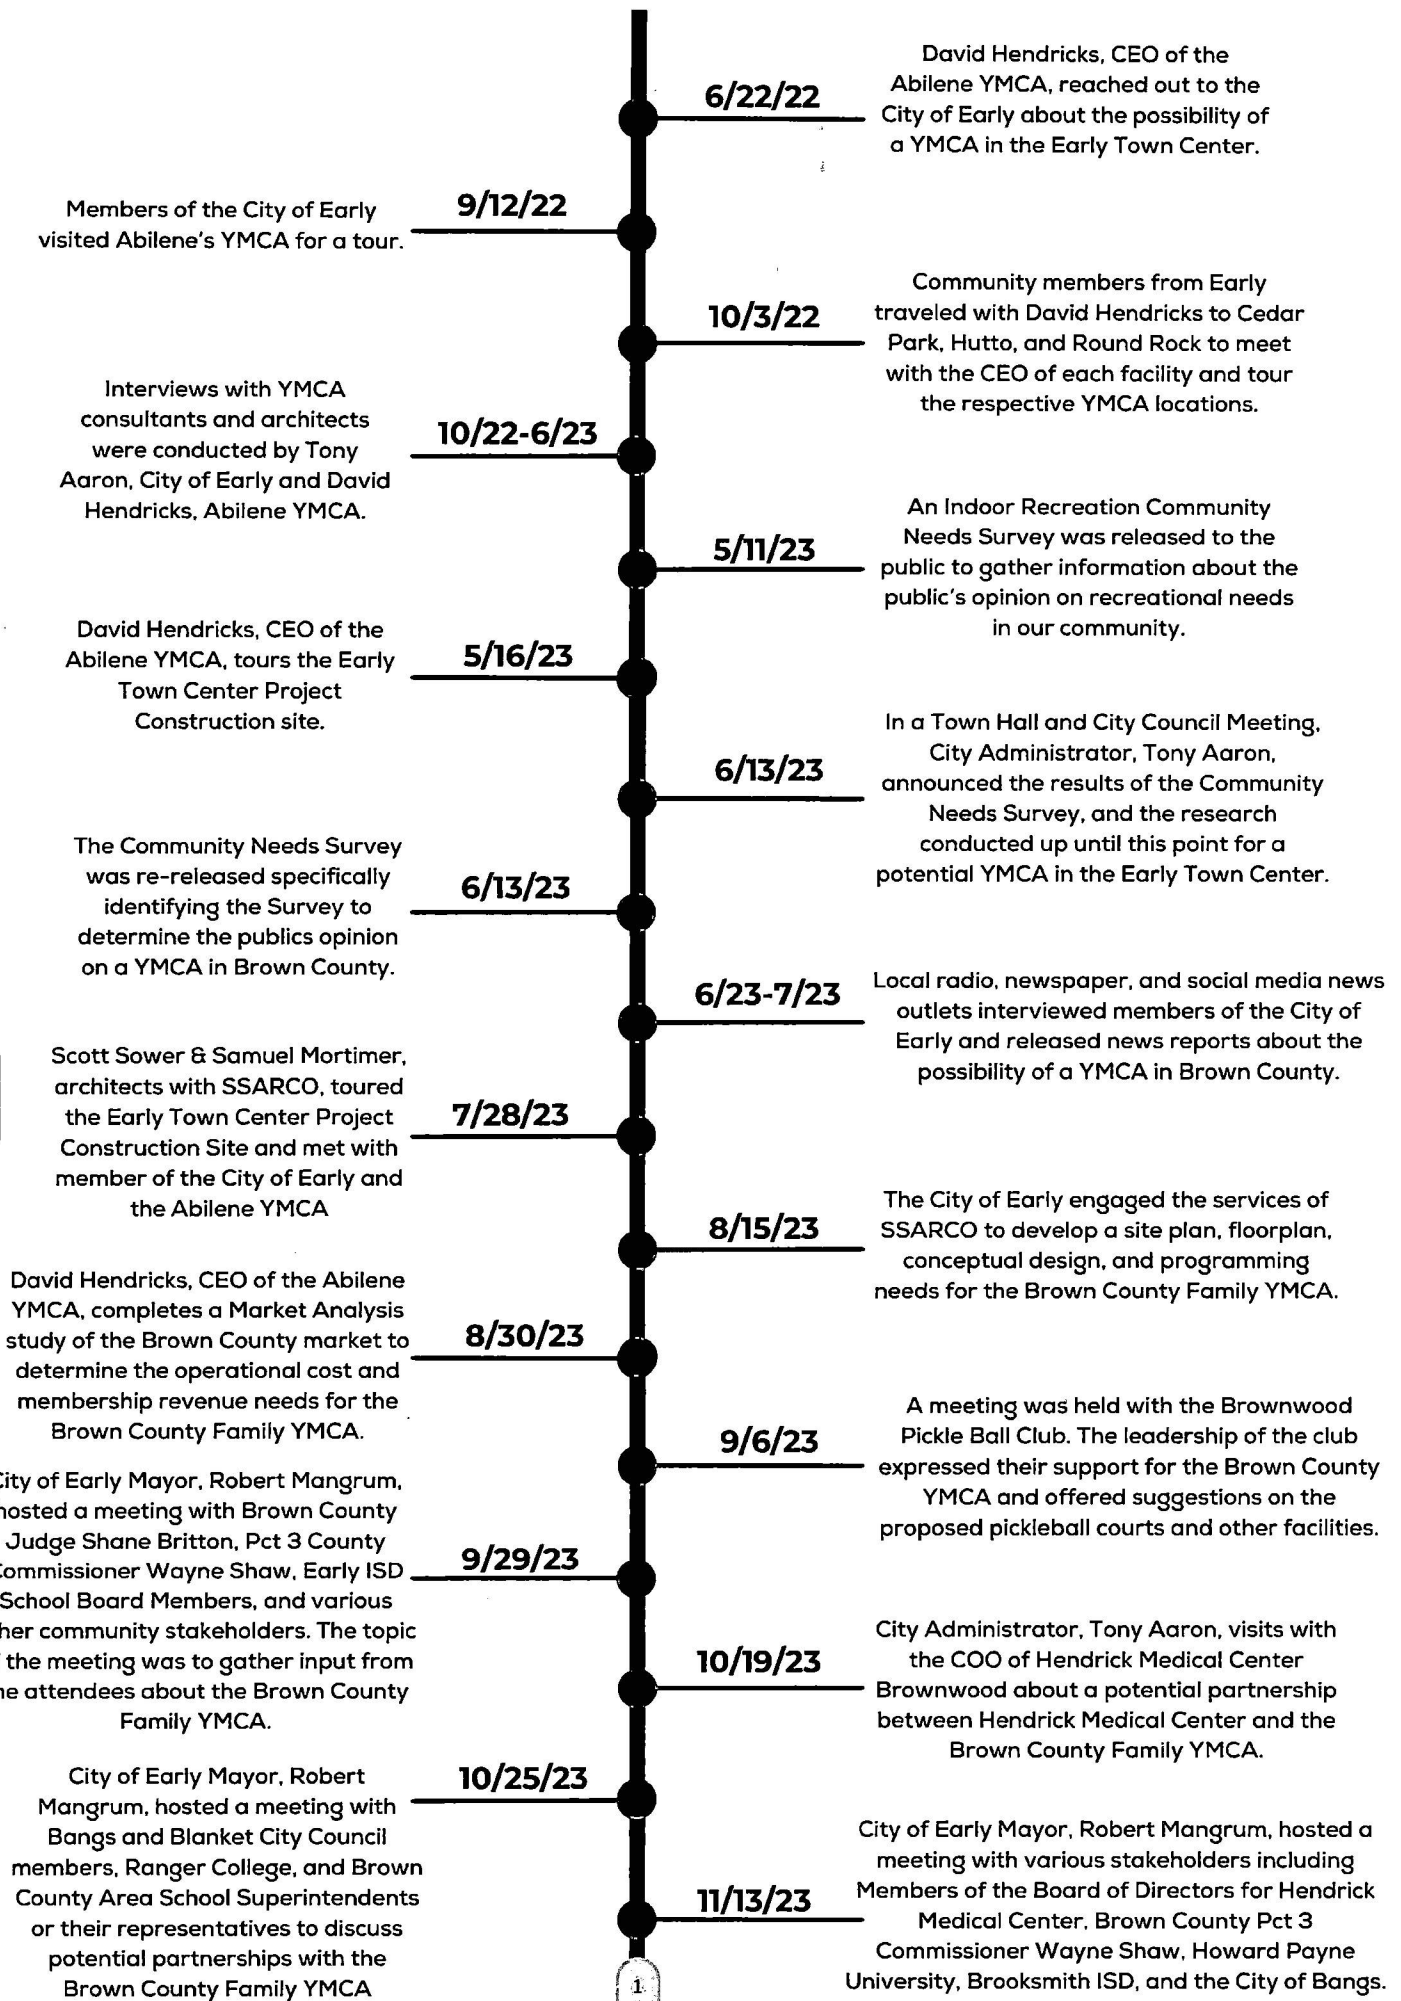 6/22/22
David Hendricks, CEO of the
Abilene YMCA, reached out to the
City of Early about the possibility of
a YMCA in the Early Town Center.
9/12/22
Members of the City of Early
visited Abilene's YMCA for a tour.
10/3/22
Community members from Early
traveled with David Hendricks to Cedar
Park, Hutto, and Round Rock to meet
with the CEO of each facility and tour
the respective YMCA locations.
10/22-6/23
Interviews with YMCA
consultants and architects
were conducted by Tony
Aaron, City of Early and David
Hendricks, Abilene YMCA.
5/11/23
An Indoor Recreation Community
Needs Survey was released to the
public to gather information about the
public's opinion on recreational needs
in our community.
5/16/23
David Hendricks, CEO of the
Abilene YMCA, tours the Early
Town Center Project
Construction site.
6/13/23
In a Town Hall and City Council Meeting,
City Administrator, Tony Aaron,
announced the results of the Community
Needs Survey, and the research
conducted up until this point for a
potential YMCA in the Early Town Center.
6/13/23
The Community Needs Survey
was re-released specifically
identifying the Survey to
determine the publics opinion
on a YMCA in Brown County.
6/23-7/23
Local radio, newspaper, and social media news
outlets interviewed members of the City of
Early and released news reports about the
possibility of a YMCA in Brown County.
7/28/23
Scott Sower & Samuel Mortimer,
architects with SSARCO, toured
the Early Town Center Project
Construction Site and met with
member of the City of Early and
the Abilene YMCA
8/15/23
The City of Early engaged the services of
SSARCO to develop a site plan, floorplan,
conceptual design, and programming
needs for the Brown County Family YMCA.
8/30/23
David Hendricks, CEO of the Abilene
YMCA, completes a Market Analysis
study of the Brown County market to
determine the operational cost and
membership revenue needs for the
Brown County Family YMCA.
9/6/23
A meeting was held with the Brownwood
Pickle Ball Club. The leadership of the club
expressed their support for the Brown County
YMCA and offered suggestions on the
proposed pickleball courts and other facilities.
9/29/23
ity of Early Mayor, Robert Mangrum,
osted a meeting with Brown County
Judge Shane Britton, Pct 3 County
ommissioner Wayne Shaw, Early ISD
School Board Members, and various
her community stakeholders. The topic
the meeting was to gather input from
e attendees about the Brown County
Family YMCA.
10/19/23
City Administrator, Tony Aaron, visits with
the COO of Hendrick Medical Center
Brownwood about a potential partnership
between Hendrick Medical Center and the
Brown County Family YMCA.
10/25/23
City of Early Mayor, Robert
Mangrum, hosted a meeting with
Bangs and Blanket City Council
members, Ranger College, and Brown
County Area School Superintendents
or their representatives to discuss
potential partnerships with the
Brown County Family YMCA
11/13/23
City of Early Mayor, Robert Mangrum, hosted a
meeting with various stakeholders including
Members of the Board of Directors for Hendrick
Medical Center, Brown County Pct 3
Commissioner Wayne Shaw, Howard Payne
University, Brooksmith ISD, and the City of Bangs.
1